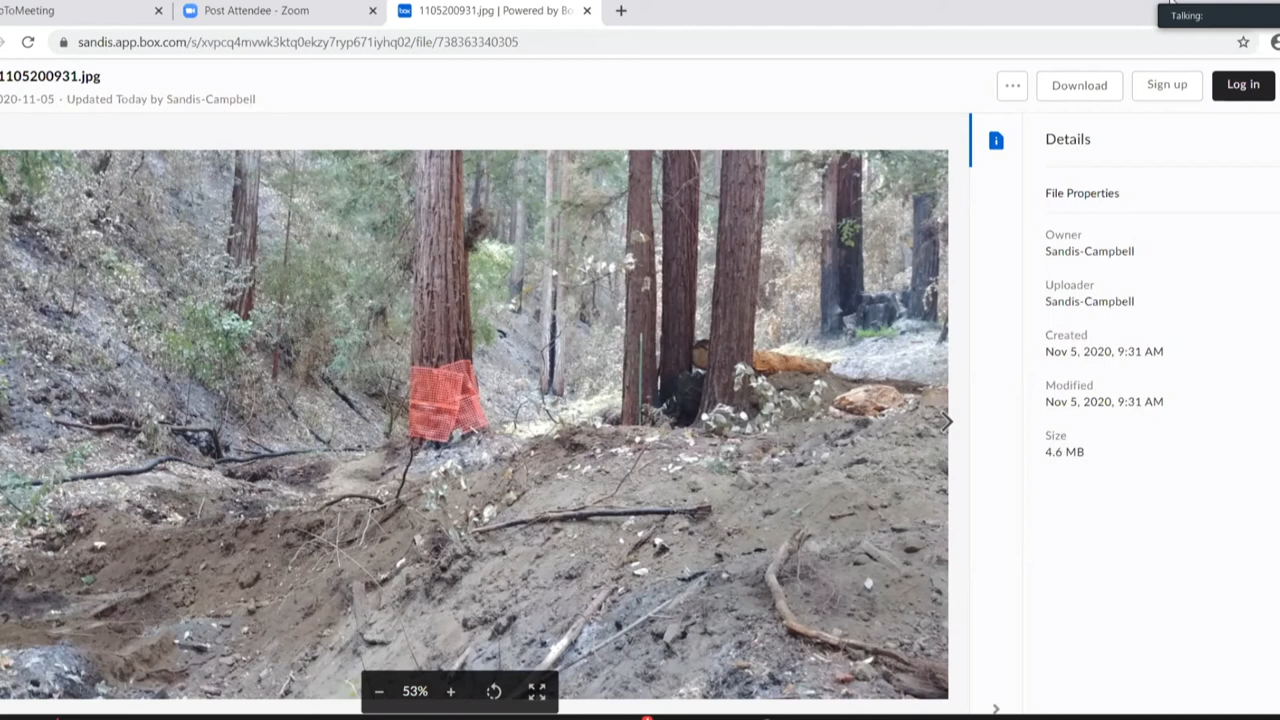 oToMeeting
Post Attendee - Zoom
box
1105200931.jpg | Powered by Bo
Talking:
sandis.app.box.com/s/xvpcq4mvwk3ktq0ekzy7ryp671iyhq02/file/738363340305
1105200931.jpg
020-11-05 · Updated Today by Sandis-Campbell
Download
Sign up
Log in
Details
File Properties
Owner
Sandis-Campbell
Uploader
Sandis-Campbell
Created
Nov 5, 2020, 9:31 AM
Modified
Nov 5, 2020, 9:31 AM
Size
4.6 MB
53%